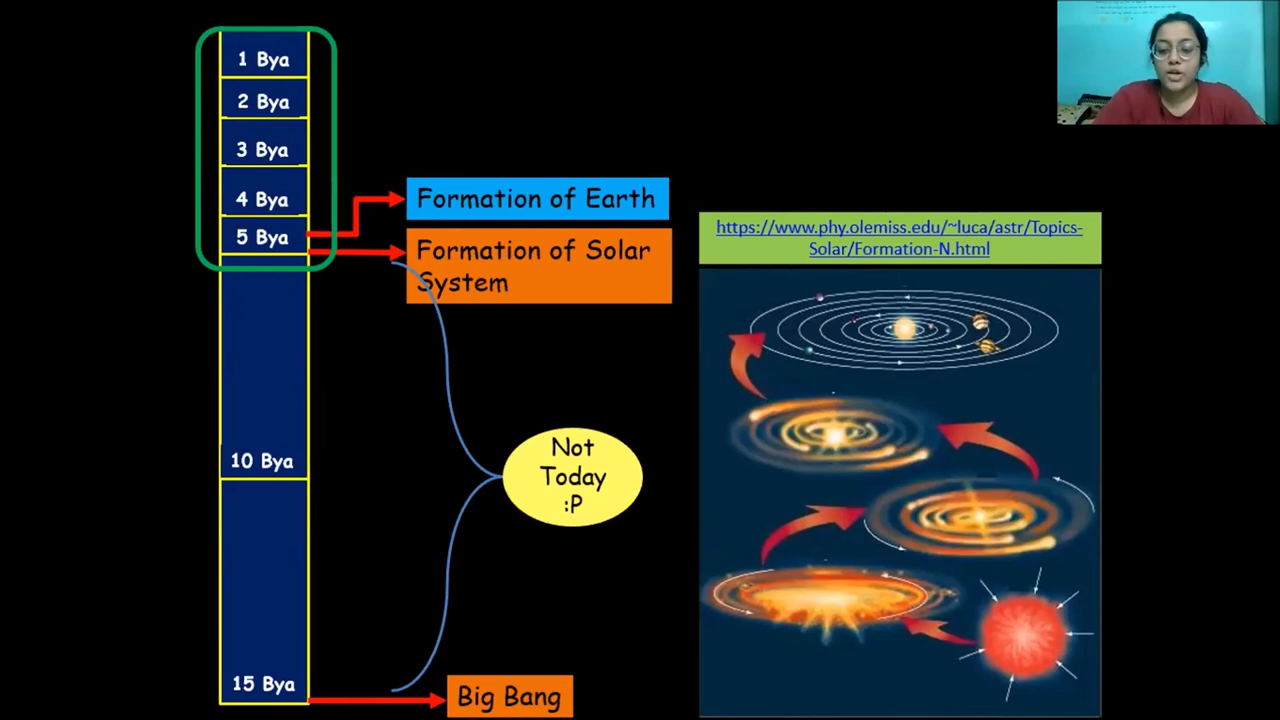 1 Bya
2 Bya
3 Bya
4 Bya
5 Bya
10 Bya
15 Bya
Formation of Earth
Formation of Solar
System
Not
Today
:P
Big Bang
https://www.phy.olemiss.edu/~luca/astr/Topics-
Solar/Formation-N.html